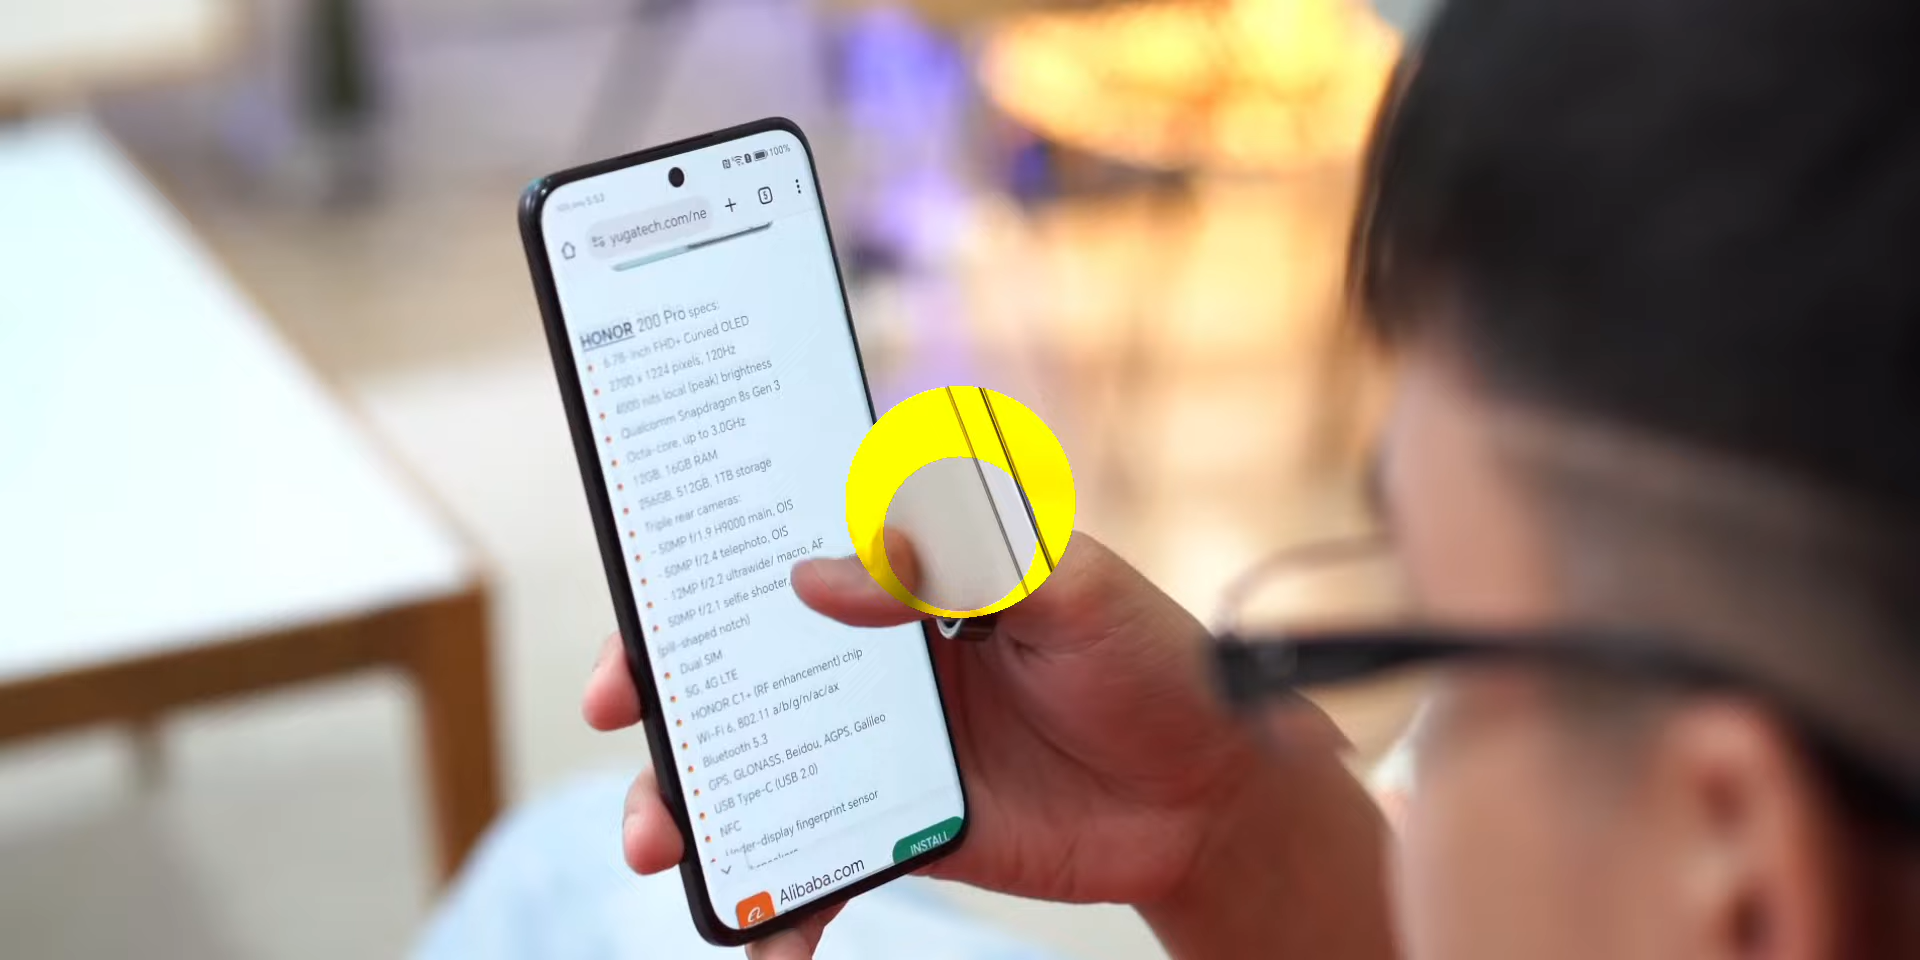 5:53
100%
yugatech.com/ne
5
HONOR 200 Pro specs:
6.78-inch FHD+ Curved OLED
2700 x 1224 pixels, 120Hz
4000 nits local (peak) brightness
Qualcomm Snapdragon 8s Gen 3
Octa-core, up to 3.0GHz
12GB, 16GB RAM
256GB, 512GB, 1TB storage
Triple rear cameras:
- 50MP f/1.9 H9000 main, OIS
- 50MP f/2.4 telephoto, OIS
- 12MP f/2.2 ultrawide/ macro, AF
50MP f/2.1 selfie shooter,
(pill-shaped notch)
Dual SIM
5G, 4G LTE
HONOR C1+ (RF enhancement) chip
Wi-Fi 6, 802.11 a/b/g/n/ac/ax
Bluetooth 5.3
GPS, GLONASS, Beidou, AGPS, Galileo
USB Type-C (USB 2.0)
NFC
Under-display fingerprint sensor
Alibaba.com
INSTALL